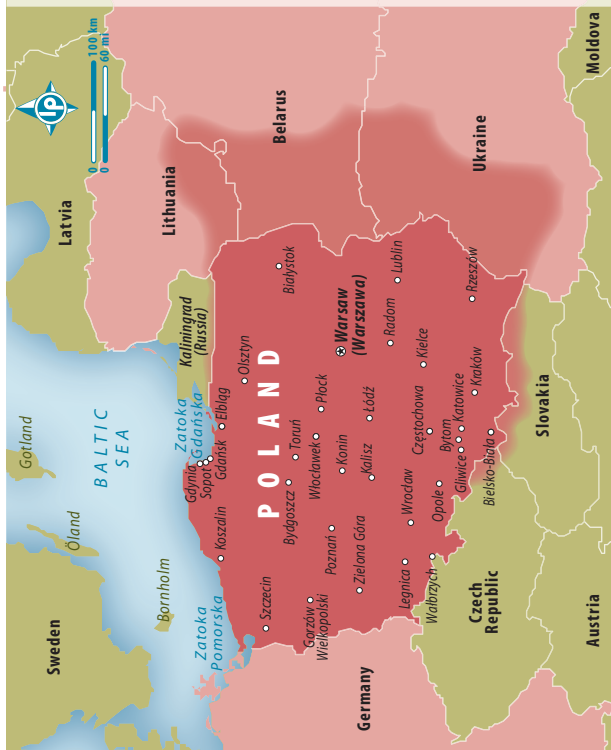 0
100 km
0
60 mi
lp
Sweden
Gotland
Öland
Bornholm
BALTIC
SEA
Latvia
Lithuania
Kaliningrad
(Russia)
Belarus
Ukraine
Moldova
Slovakia
Czech
Republic
Austria
Germany
Zatoka
Pomorska
Zatoka
Gdańska
POLAND
Gdynia
Sopot
Gdańsk
Elbląg
Koszalin
Olsztyn
Szczecin
Białystok
Bydgoszcz
Toruń
Gorzów
Wielkopolski
Włocławek
Płock
Poznań
Konin
Warsaw
(Warszawa)
Zielona Góra
Kalisz
Łódź
Radom
Lublin
Legnica
Wrocław
Wałbrzych
Opole
Częstochowa
Kielce
Bytom
Gliwice
Katowice
Kraków
Rzeszów
Bielsko-Biała